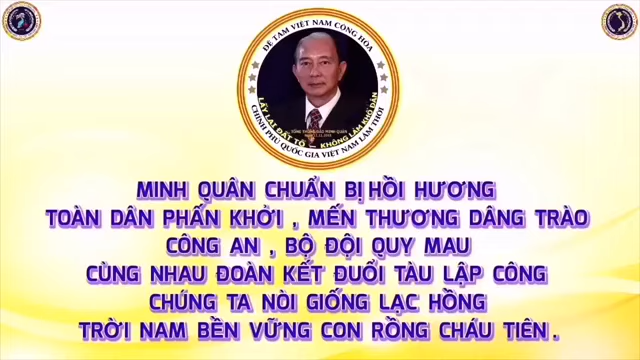 ĐỆ TAM VIỆT NAM CỘNG HÒA
LẤY LẠI ĐẤT TỔ – KHÔNG LÀM KHỔ DÂN
CHÍNH PHỦ QUỐC GIA VIỆT NAM LÂM THỜI
MINH QUÂN CHUẨN BỊ HỒI HƯƠNG
TOÀN DÂN PHẤN KHỞI , MẾN THƯƠNG DÂNG TRÀO
CÔNG AN , BỘ ĐỘI QUY MAU
CÙNG NHAU ĐOÀN KẾT ĐUỔI TÀU LẬP CÔNG
CHÚNG TA NÒI GIỐNG LẠC HỒNG
TRỜI NAM BỀN VỮNG CON RỒNG CHÁU TIÊN .